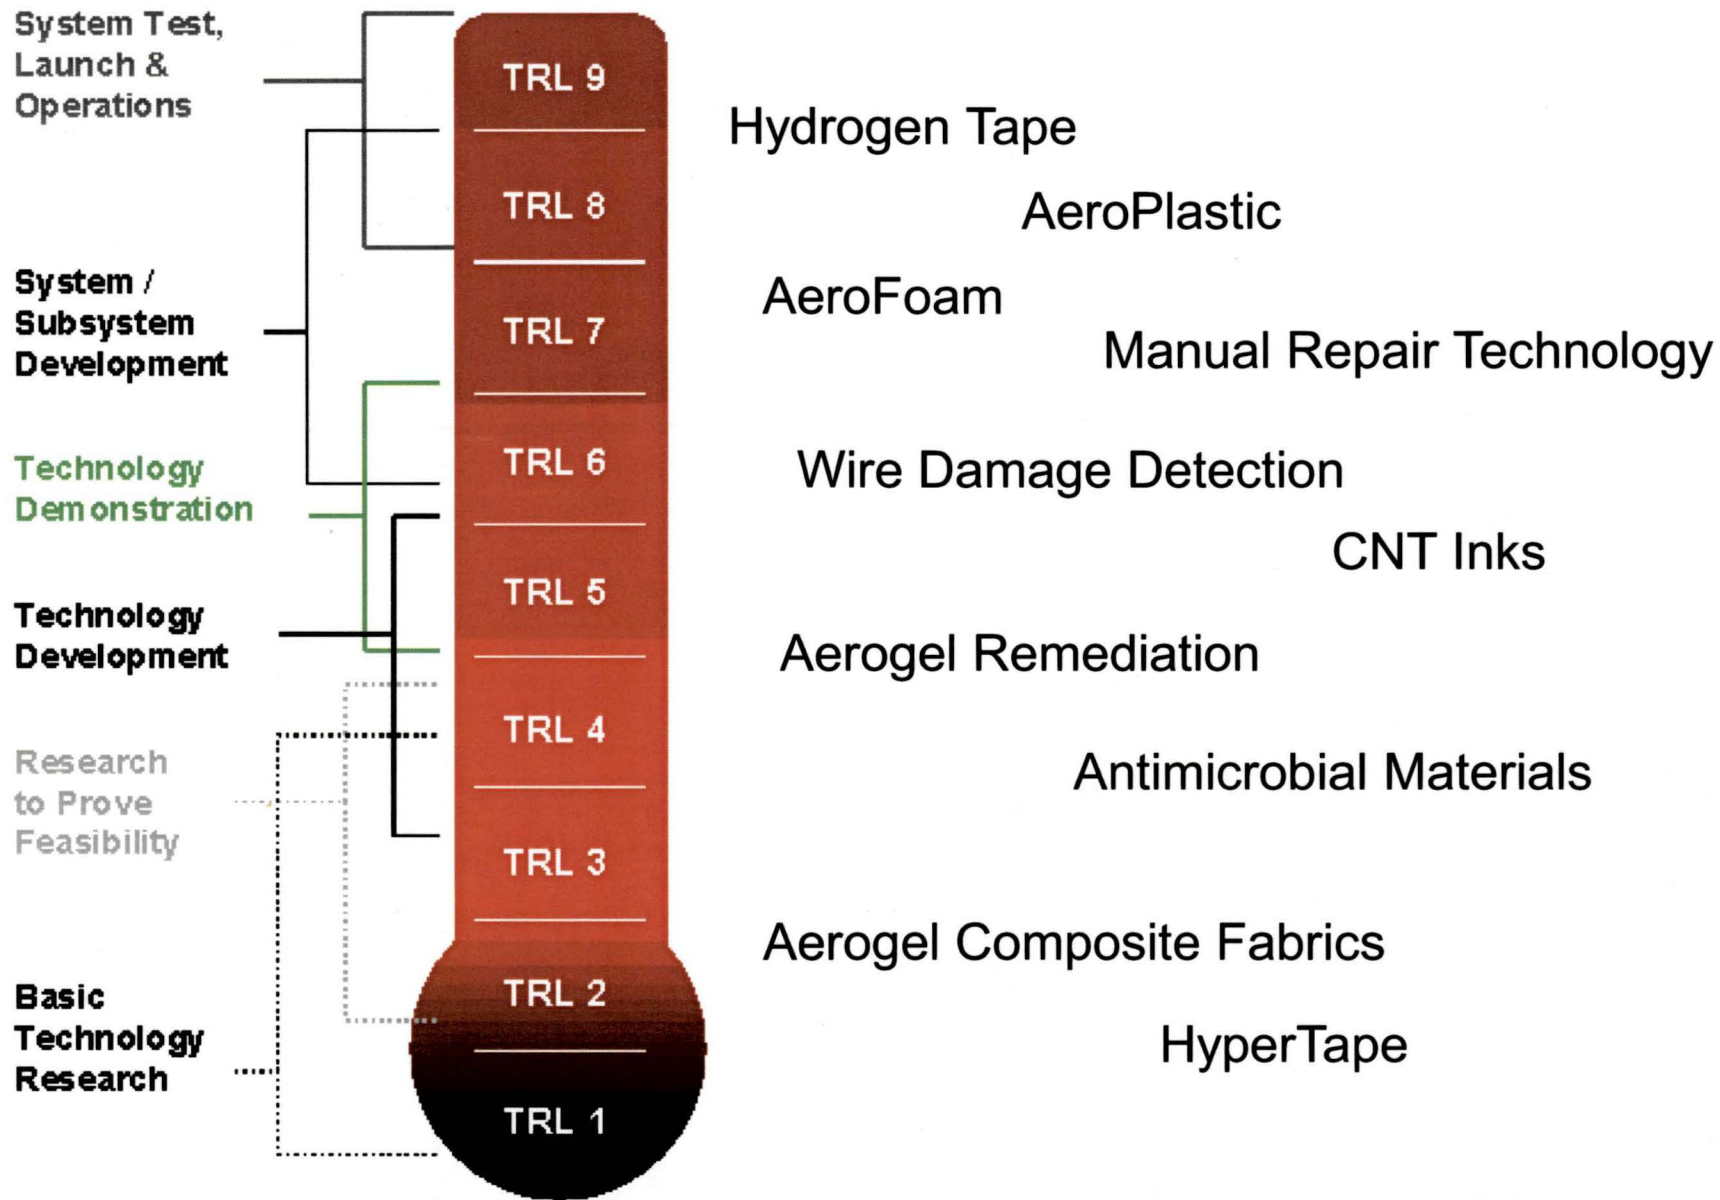 System Test,
Launch &
Operations
System /
Subsystem
Development
Technology
Demonstration
Technology
Development
Research
to Prove
Feasibility
Basic
Technology
Research
TRL 9
TRL 8
TRL 7
TRL 6
TRL 5
TRL 4
TRL 3
TRL 2
TRL 1
Hydrogen Tape
AeroPlastic
AeroFoam
Manual Repair Technology
Wire Damage Detection
CNT Inks
Aerogel Remediation
Antimicrobial Materials
Aerogel Composite Fabrics
HyperTape